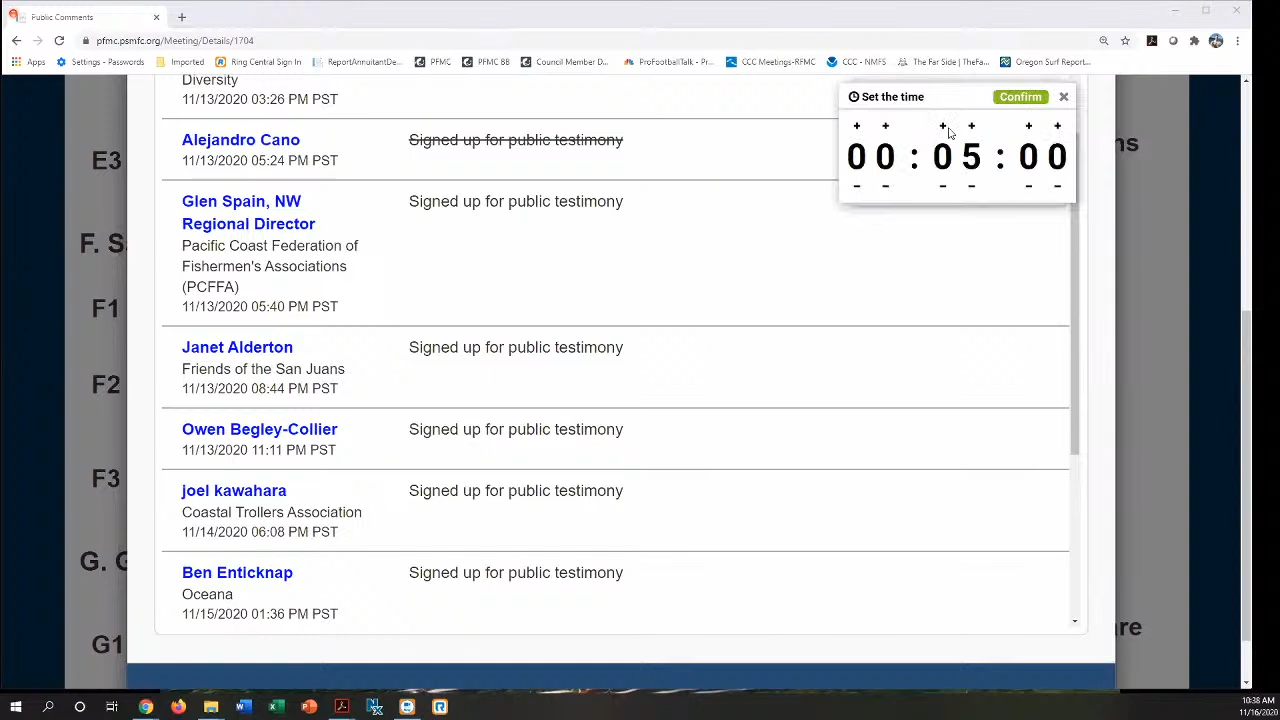 Public Comments
pfmc.psmfc.org/Meeting/Details/1704
Apps
Settings - Passwords
Imported
Ring Central Sign In
ReportAnnuitantDe...
PFMC
PFMC BB
Council Member D...
ProFootballTalk - Pr...
CCC Meetings-RFMC
CCC - NMFS
The Far Side | TheFa...
Oregon Surf Report...
Diversity
11/13/2020 03:26 PM PST
Set the time
Confirm
+ + + + + +
00 : 05 : 00
- - - - - -
Alejandro Cano
Signed up for public testimony
11/13/2020 05:24 PM PST
E3
ns
Glen Spain, NW
Signed up for public testimony
Regional Director
Pacific Coast Federation of
Fishermen's Associations
(PCFFA)
11/13/2020 05:40 PM PST
F. S
F1
Janet Alderton
Signed up for public testimony
Friends of the San Juans
11/13/2020 08:44 PM PST
F2
Owen Begley-Collier
Signed up for public testimony
11/13/2020 11:11 PM PST
F3
joel kawahara
Signed up for public testimony
Coastal Trollers Association
11/14/2020 06:08 PM PST
G. G
Ben Enticknap
Signed up for public testimony
Oceana
11/15/2020 01:36 PM PST
G1
are
10:38 AM
11/16/2020